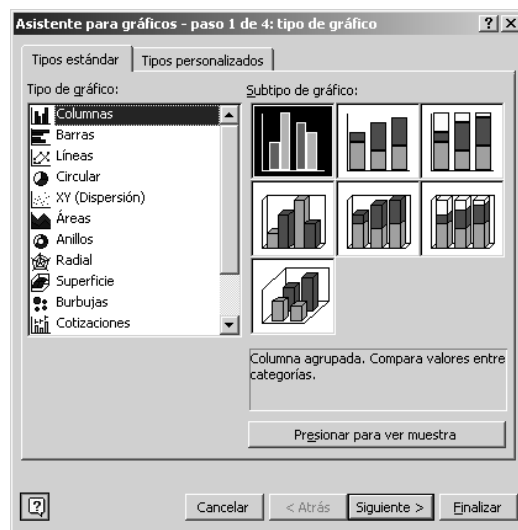 Asistente para gráficos - paso 1 de 4: tipo de gráfico
Tipos estándar
Tipos personalizados
Tipo de gráfico:
Columnas
Barras
Líneas
Circular
XY (Dispersión)
Áreas
Anillos
Radial
Superficie
Burbujas
Cotizaciones
Subtipo de gráfico:
Columna agrupada. Compara valores entre
categorías.
Presionar para ver muestra
Cancelar
< Atrás
Siguiente >
Finalizar